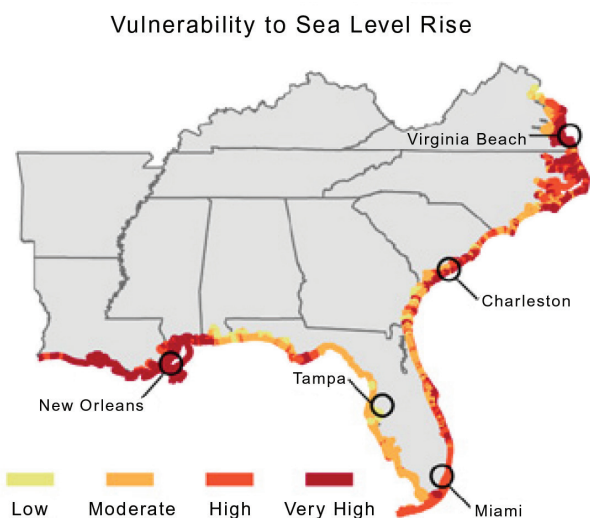 Vulnerability to Sea Level Rise
Virginia Beach
Charleston
Tampa
New Orleans
Miami
Low Moderate High Very High